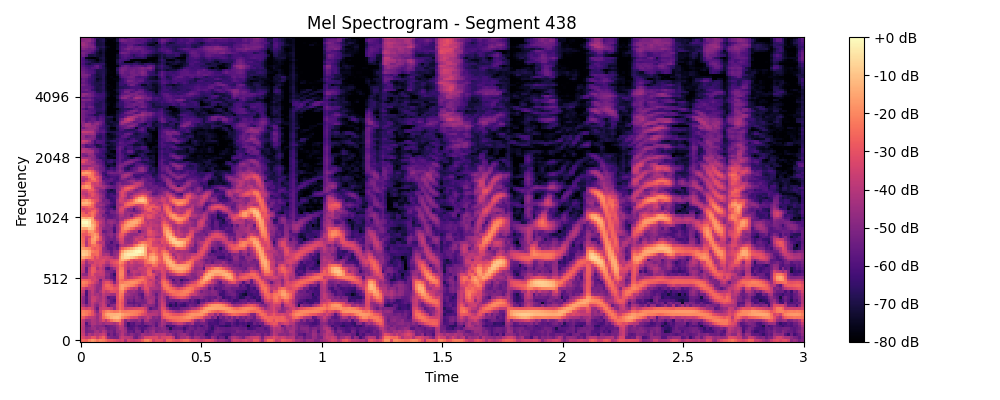 Mel Spectrogram - Segment 438
Frequency
4096
2048
1024
512
0
0
0.5
1
1.5
2
2.5
3
Time
+0 dB
-10 dB
-20 dB
-30 dB
-40 dB
-50 dB
-60 dB
-70 dB
-80 dB